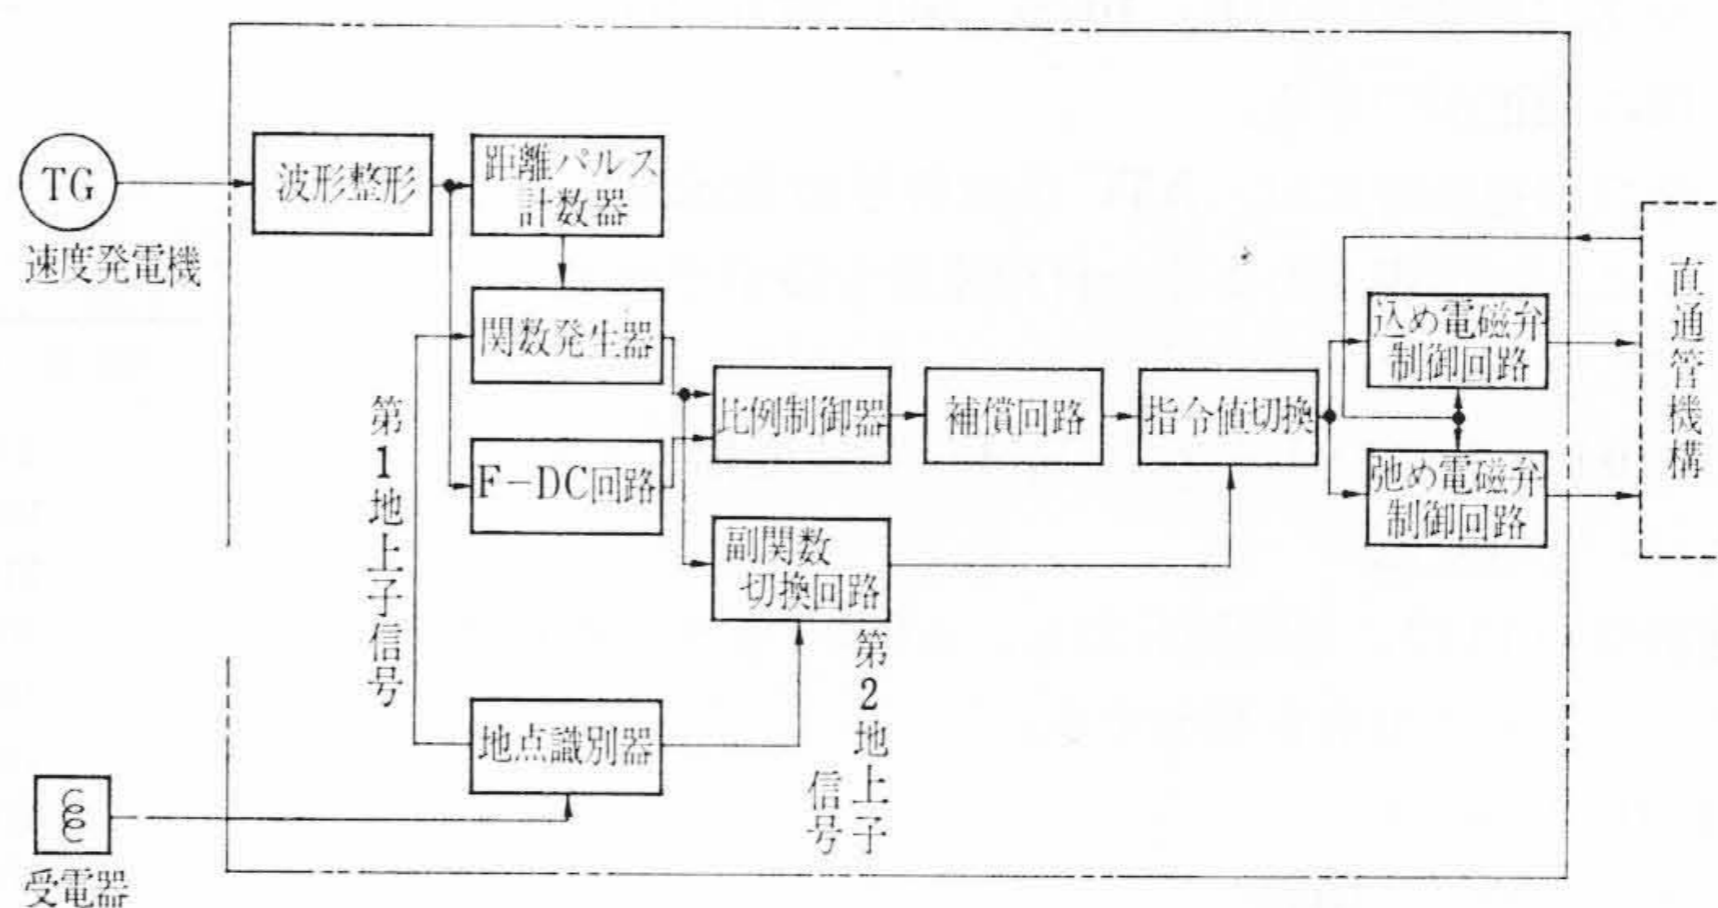 TG
速度発電機
波形整形
距離パルス
計数器
関数発生器
F－DC回路
第1地上子信号
比例制御器
補償回路
指令値切換
副関数
切換回路
込め電磁弁
制御回路
弛め電磁弁
制御回路
直通管機構
地点識別器
第2地上子
信号
受電器